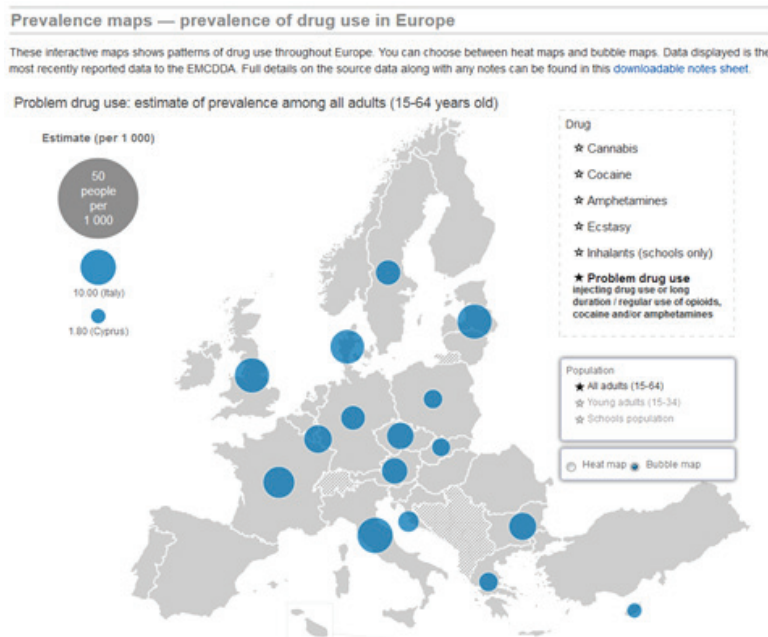 Prevalence maps — prevalence of drug use in Europe
These interactive maps shows patterns of drug use throughout Europe. You can choose between heat maps and bubble maps. Data displayed is the
most recently reported data to the EMCDDA. Full details on the source data along with any notes can be found in this downloadable notes sheet.
Problem drug use: estimate of prevalence among all adults (15-64 years old)
Estimate (per 1 000)
50
people
per
1 000
10.00 (Italy)
1.80 (Cyprus)
Drug
Cannabis
Cocaine
Amphetamines
Ecstasy
Inhalants (schools only)
Problem drug use
injecting drug use or long
duration / regular use of opioids,
cocaine and/or amphetamines
Population
All adults (15-64)
Young adults (15-34)
Schools population
Heat map Bubble map